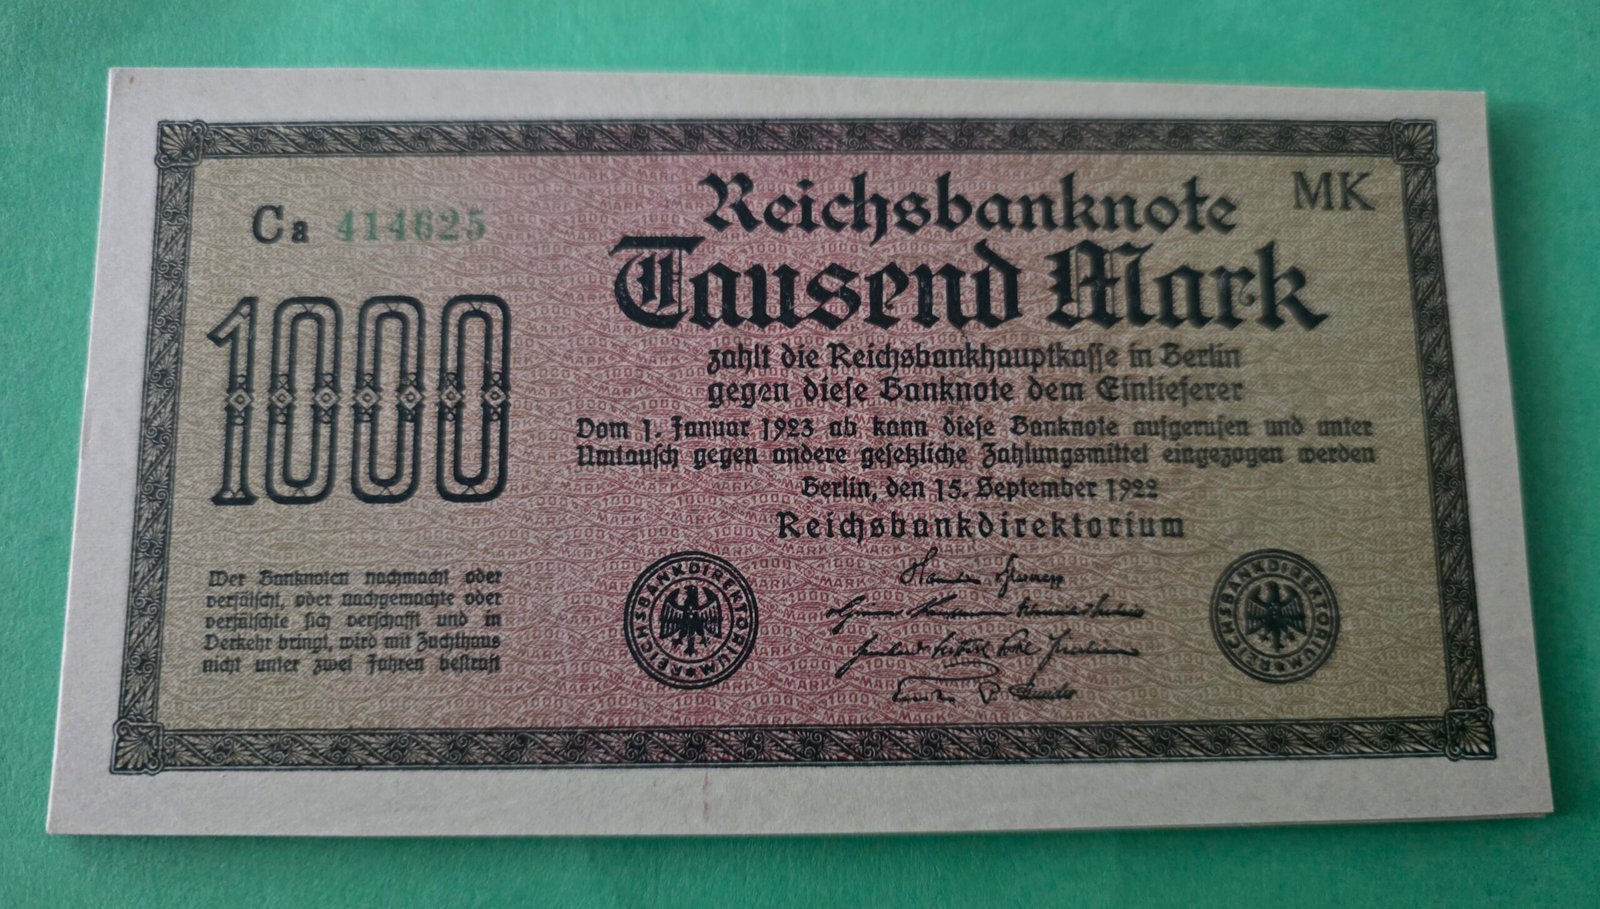 Ca 414625
MK
Reichsbanknote
Tausend Mark
1000
zahlt die Reichsbankhauptkasse in Berlin
gegen diese Banknote dem Einlieferer
Vom 1. Januar 1923 ab kann diese Banknote aufgerufen und unter
Umtausch gegen andere gesetzliche Zahlungsmittel eingezogen werden
Berlin, den 15. September 1922
Reichsbankdirektorium
Wer Banknoten nachmacht oder
verfälscht, oder nachgemachte oder
verfälschte sich verschafft und in
Verkehr bringt, wird mit Zuchthaus
nicht unter zwei Jahren bestraft
REICHSBANKDIREKTORIUM
REICHSBANKDIREKTORIUM